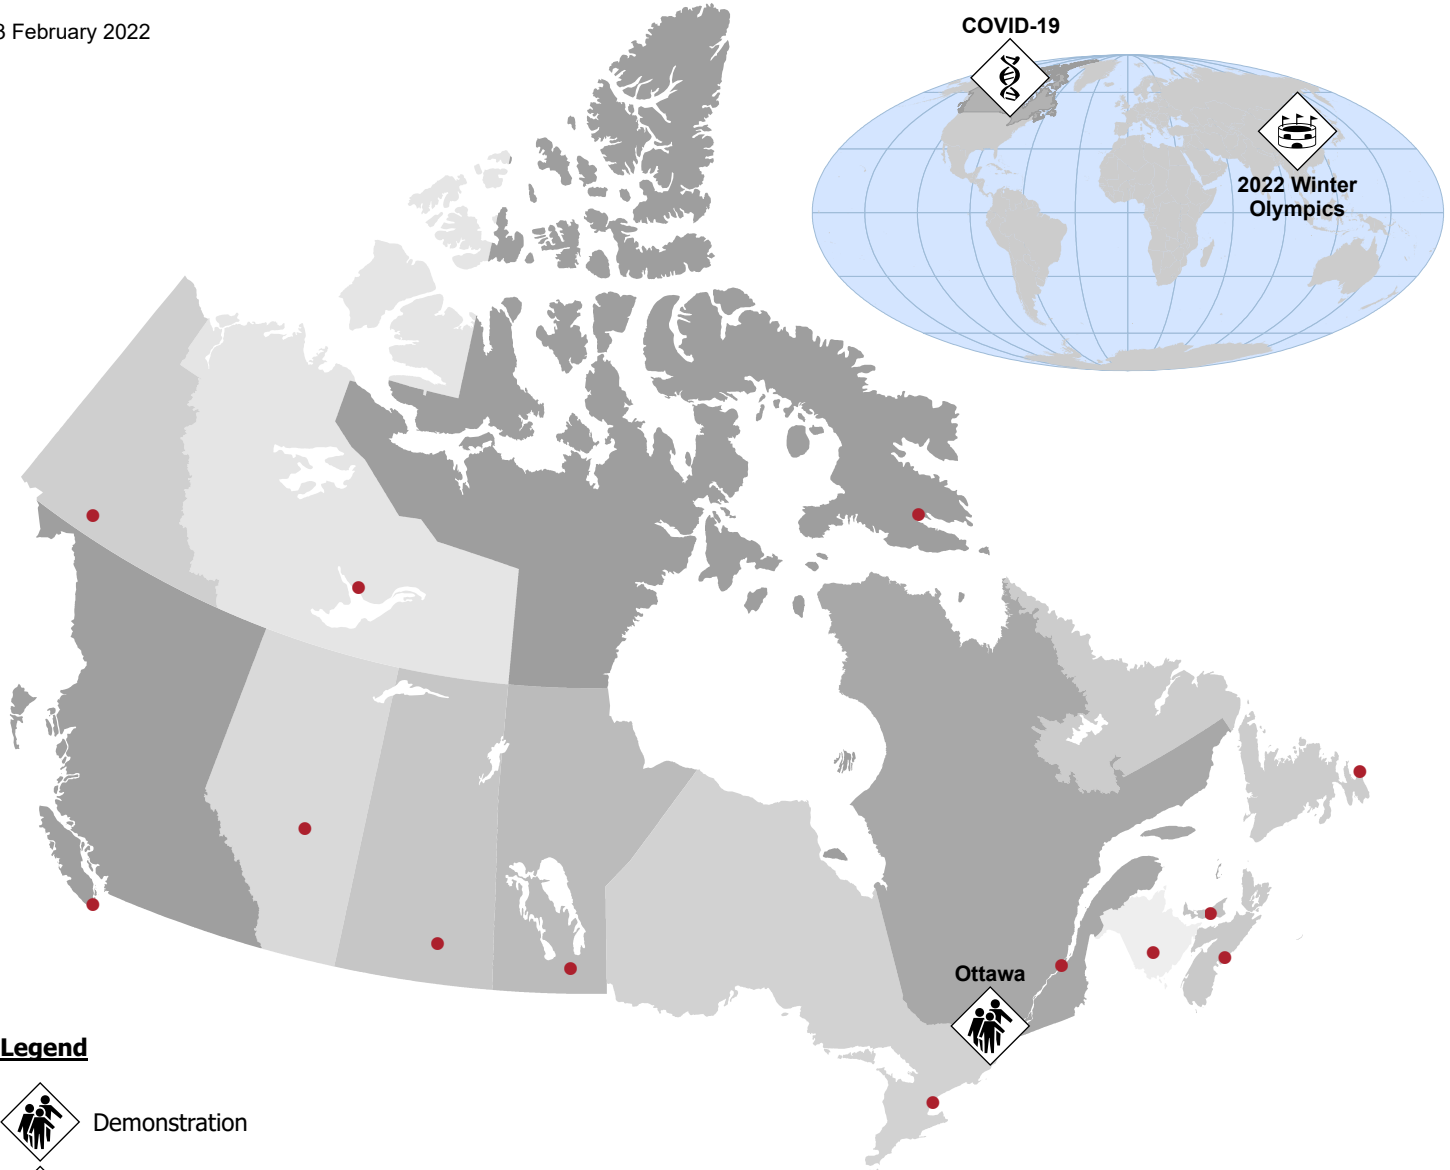 February 2022
COVID-19
2022 Winter
Olympics
Ottawa
Legend
Demonstration